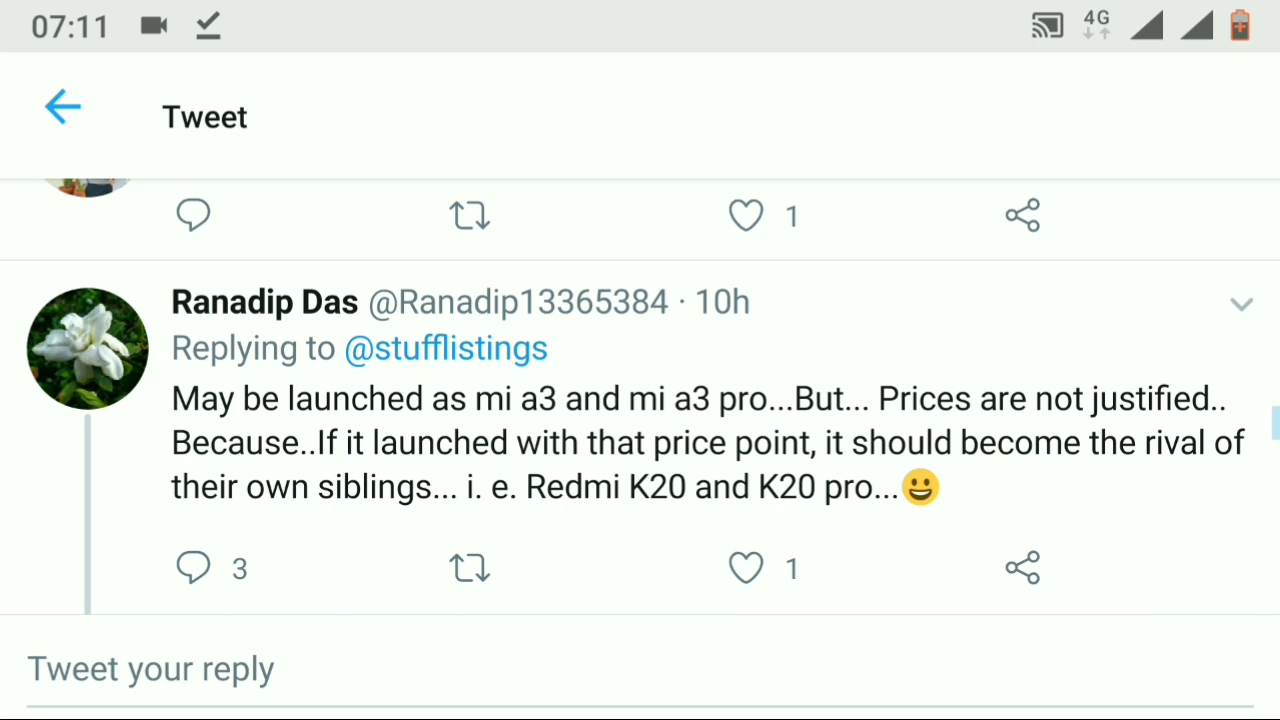 07:11
4G
Tweet
1
Ranadip Das @Ranadip13365384 · 10h
Replying to @stufflistings
May be launched as mi a3 and mi a3 pro...But... Prices are not justified..
Because..If it launched with that price point, it should become the rival of
their own siblings... i. e. Redmi K20 and K20 pro...😃
3 1
Tweet your reply